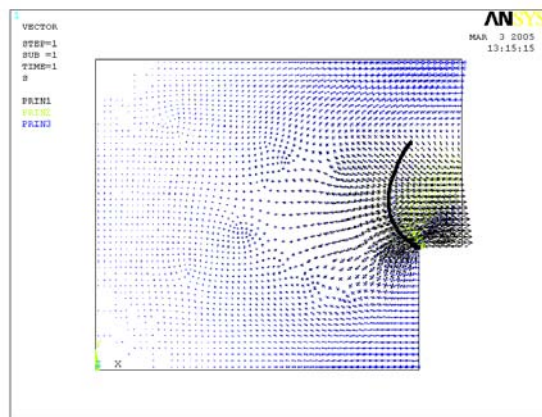 1
ANSYS
VECTOR
MAR 3 2005
STEP=1
13:15:15
SUB =1
TIME=1
S
PRIN1
PRIN2
PRIN3
X